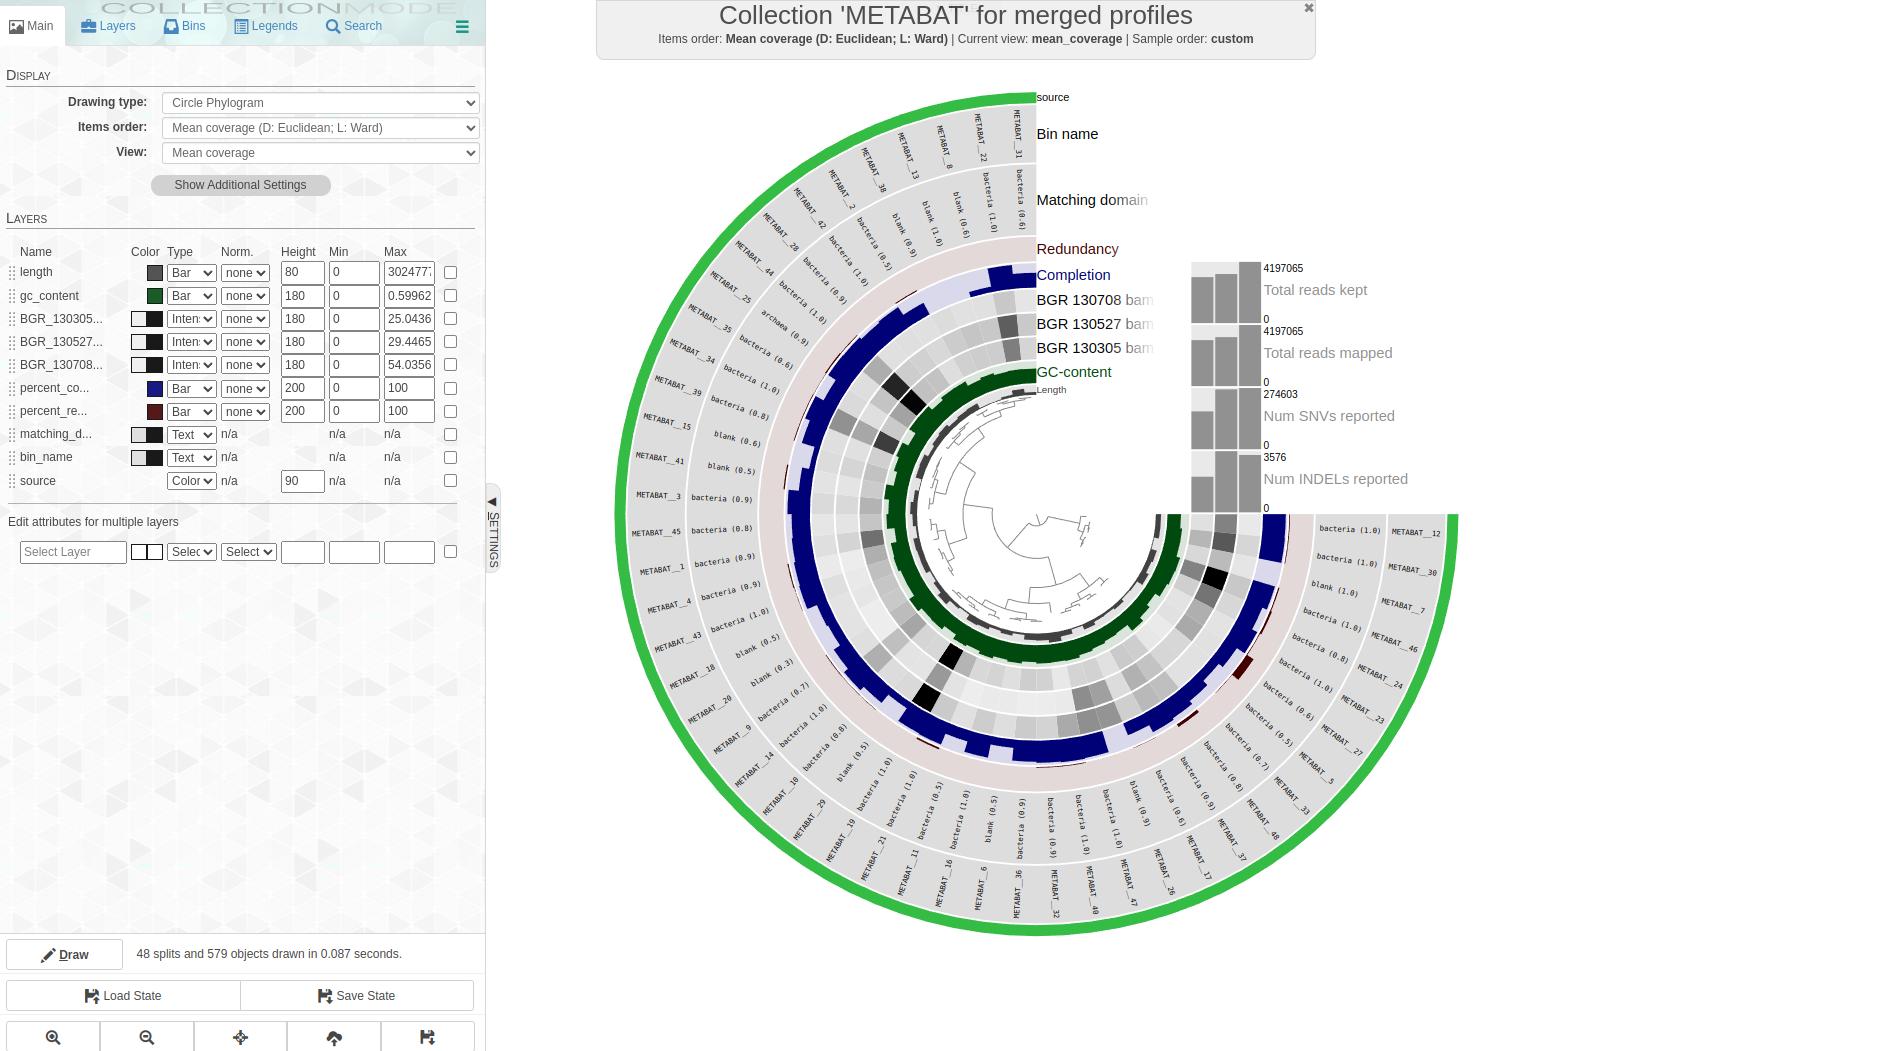 COLLECTIONMODE
Main Layers Bins Legends Search
Display
Drawing type: Circle Phylogram
Items order: Mean coverage (D: Euclidean; L: Ward)
View: Mean coverage
Show Additional Settings
Layers
Name Color Type Norm. Height Min Max
length Bar none 80 0 302477
gc_content Bar none 180 0 0.59962
BGR_130305... Inten none 180 0 25.0436
BGR_130527... Inten none 180 0 29.4465
BGR_130708... Inten none 180 0 54.0356
percent_co... Bar none 200 0 100
percent_re... Bar none 200 0 100
matching_d... Text n/a n/a n/a
bin_name Text n/a n/a n/a
source Color n/a 90 n/a n/a
Edit attributes for multiple layers
Select Layer Selec Select
Draw 48 splits and 579 objects drawn in 0.087 seconds.
Load State Save State
◀ SETTINGS
Collection 'METABAT' for merged profiles
Items order: Mean coverage (D: Euclidean; L: Ward) | Current view: mean_coverage | Sample order: custom
source
Bin name
Matching domain
Redundancy
Completion
BGR 130708 bam
BGR 130527 bam
BGR 130305 bam
GC-content
Length
4197065
Total reads kept
0
4197065
Total reads mapped
0
274603
Num SNVs reported
0
3576
Num INDELs reported
0
bacteria (1.0) METABAT__12
bacteria (1.0) METABAT__30
blank (1.0) METABAT__7
bacteria (1.0) METABAT__46
bacteria (0.8) METABAT__24
bacteria (1.0) METABAT__23
bacteria (0.6) METABAT__27
bacteria (0.5) METABAT__5
bacteria (0.7) METABAT__33
bacteria (0.8) METABAT__48
bacteria (0.9) METABAT__37
bacteria (0.6) METABAT__17
blank (0.9) METABAT__26
bacteria (1.0) METABAT__47
bacteria (1.0) METABAT__40
bacteria (0.9) METABAT__32
bacteria (0.9) METABAT__36
blank (0.5) METABAT__6
bacteria (1.0) METABAT__16
bacteria (0.5) METABAT__11
bacteria (1.0) METABAT__21
bacteria (1.0) METABAT__19
blank (0.5) METABAT__29
bacteria (0.8) METABAT__10
bacteria (1.0) METABAT__14
bacteria (0.7) METABAT__9
blank (0.3) METABAT__20
blank (0.5) METABAT__18
bacteria (1.0) METABAT__43
bacteria (0.9) METABAT__4
bacteria (0.9) METABAT__1
bacteria (0.8) METABAT__45
bacteria (0.9) METABAT__3
blank (0.5) METABAT__41
blank (0.6) METABAT__15
bacteria (0.8) METABAT__39
bacteria (1.0) METABAT__34
bacteria (0.6) METABAT__35
archaea (0.9) METABAT__25
bacteria (1.0) METABAT__44
bacteria (0.9) METABAT__28
bacteria (1.0) METABAT__42
bacteria (0.5) METABAT__2
blank (0.9) METABAT__38
blank (1.0) METABAT__13
blank (0.6) METABAT__8
bacteria (1.0) METABAT__22
bacteria (0.6) METABAT__31